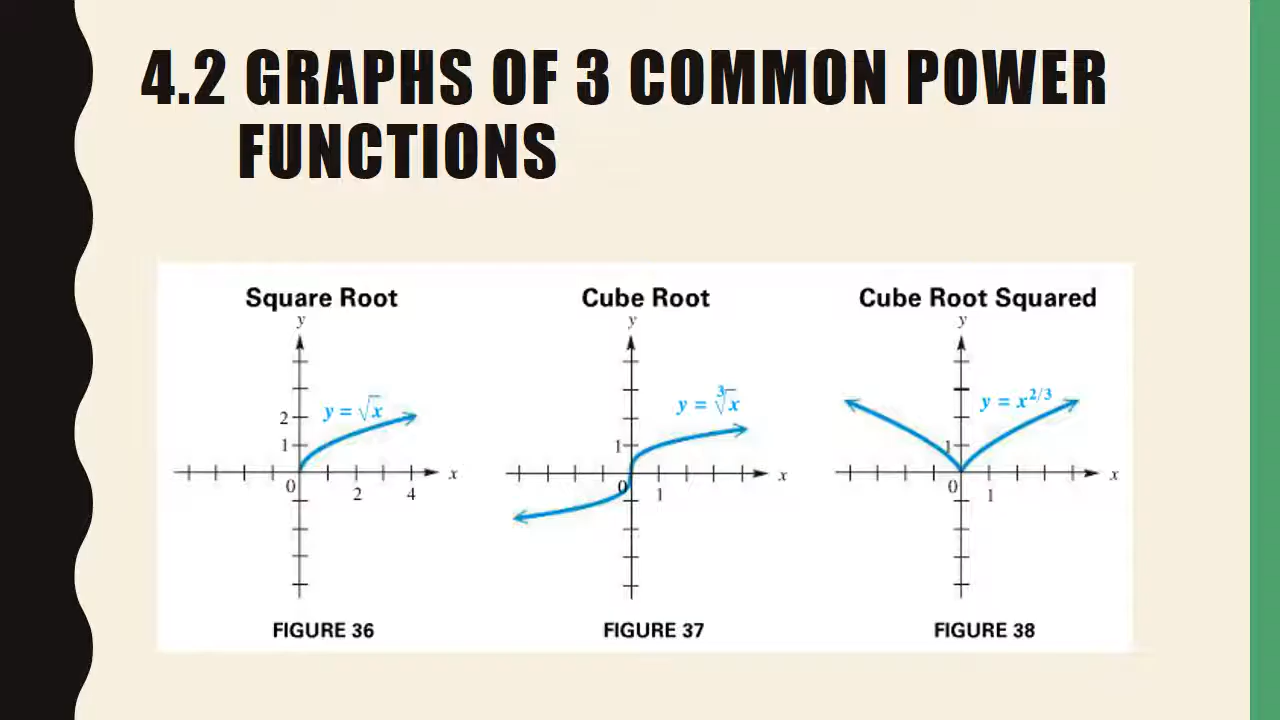 4.2 GRAPHS OF 3 COMMON POWER
FUNCTIONS
Square Root
y
y = √x
2
1
0
2
4
x
FIGURE 36
Cube Root
y
y = ∛x
1
0
1
x
FIGURE 37
Cube Root Squared
y
y = x^2/3
1
0
1
x
FIGURE 38